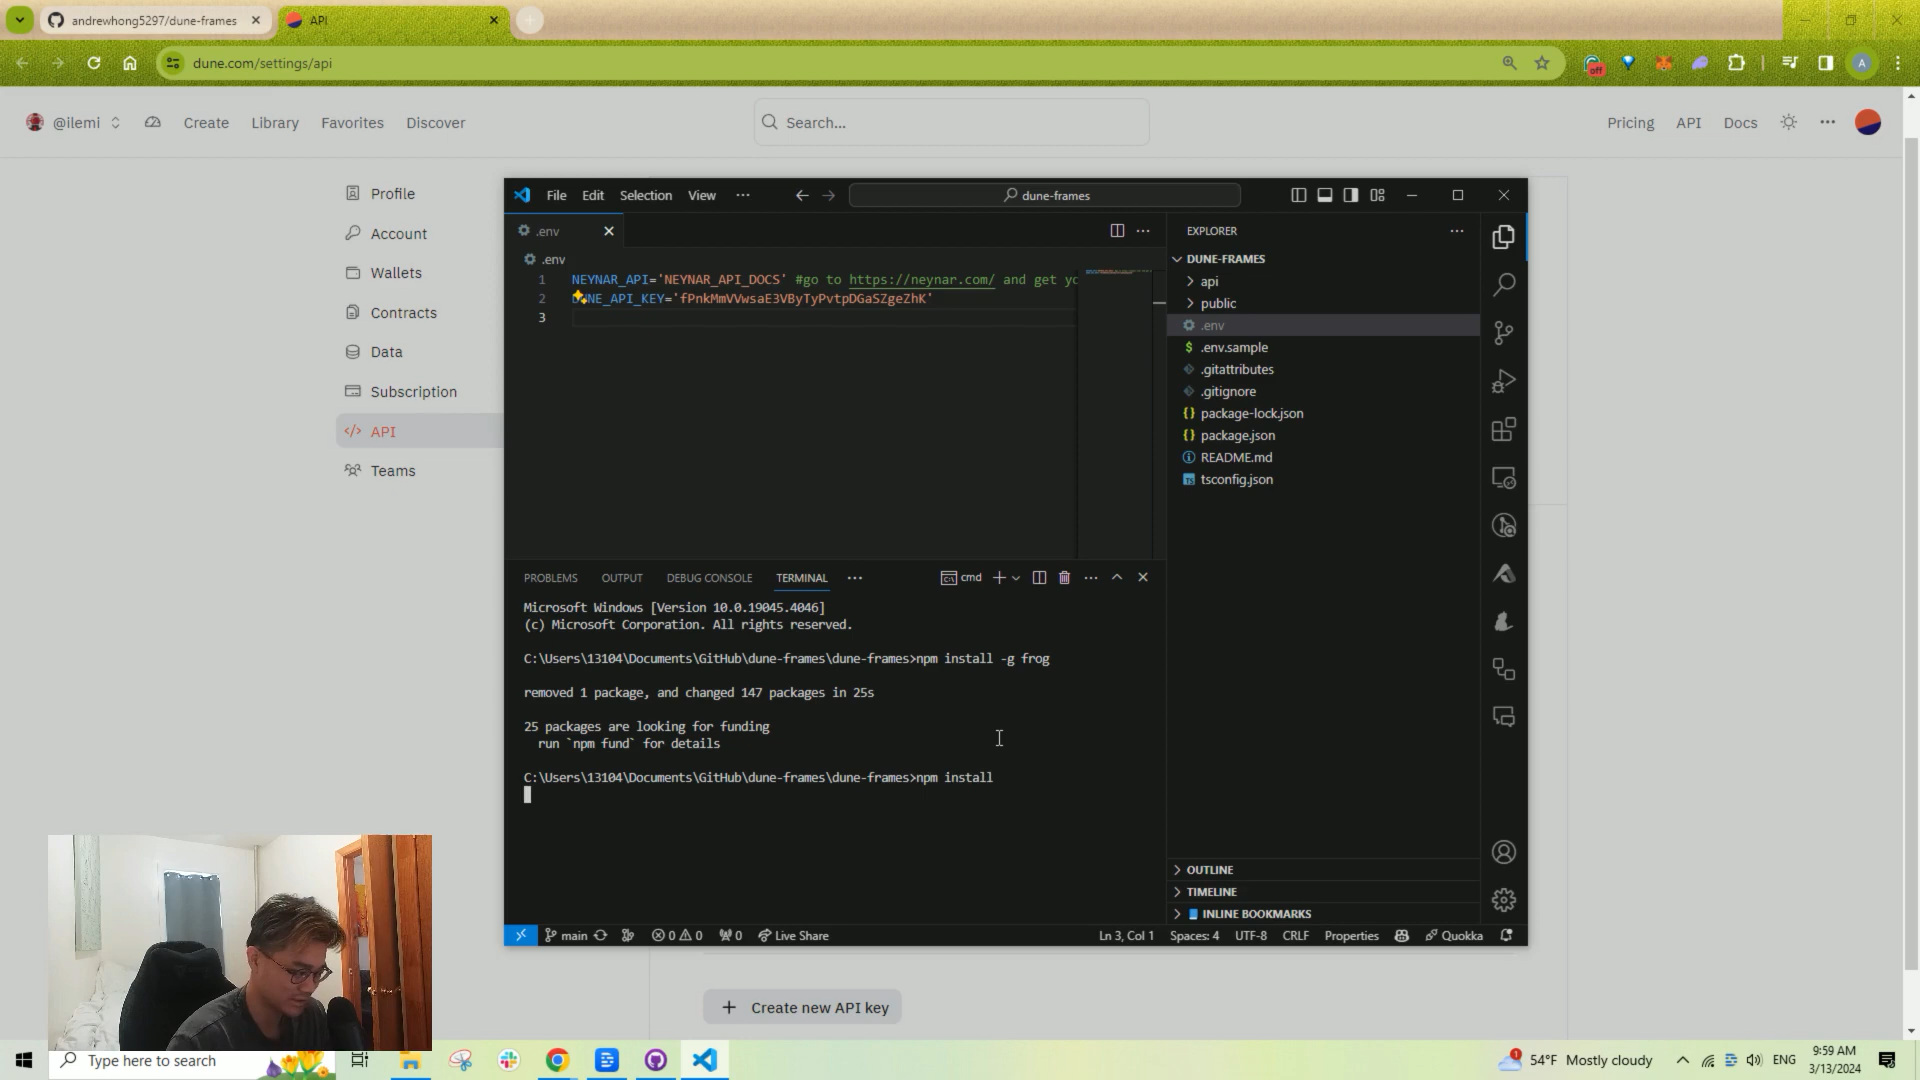 andrewhong5297/dune-frames
API
dune.com/settings/api
off
A
@ilemi
Create
Library
Favorites
Discover
Search...
Pricing
API
Docs
Profile
Account
Wallets
Contracts
Data
Subscription
API
Teams
File
Edit
Selection
View
dune-frames
.env
.env
1 NEYNAR_API='NEYNAR_API_DOCS' #go to https://neynar.com/ and get yo
2 DUNE_API_KEY='fPnkMmVVwsaE3VByTyPvtpDGaSZgeZhK'
3
EXPLORER
DUNE-FRAMES
api
public
.env
.env.sample
.gitattributes
.gitignore
package-lock.json
package.json
README.md
tsconfig.json
PROBLEMS
OUTPUT
DEBUG CONSOLE
TERMINAL
cmd
Microsoft Windows [Version 10.0.19045.4046]
(c) Microsoft Corporation. All rights reserved.
C:\Users\13104\Documents\GitHub\dune-frames\dune-frames>npm install -g frog
removed 1 package, and changed 147 packages in 25s
25 packages are looking for funding
run `npm fund` for details
C:\Users\13104\Documents\GitHub\dune-frames\dune-frames>npm install
OUTLINE
TIMELINE
INLINE BOOKMARKS
main
0 0
0
Live Share
Ln 3, Col 1
Spaces: 4
UTF-8
CRLF
Properties
Quokka
Create new API key
Type here to search
1
54°F Mostly cloudy
ENG
9:59 AM
3/13/2024